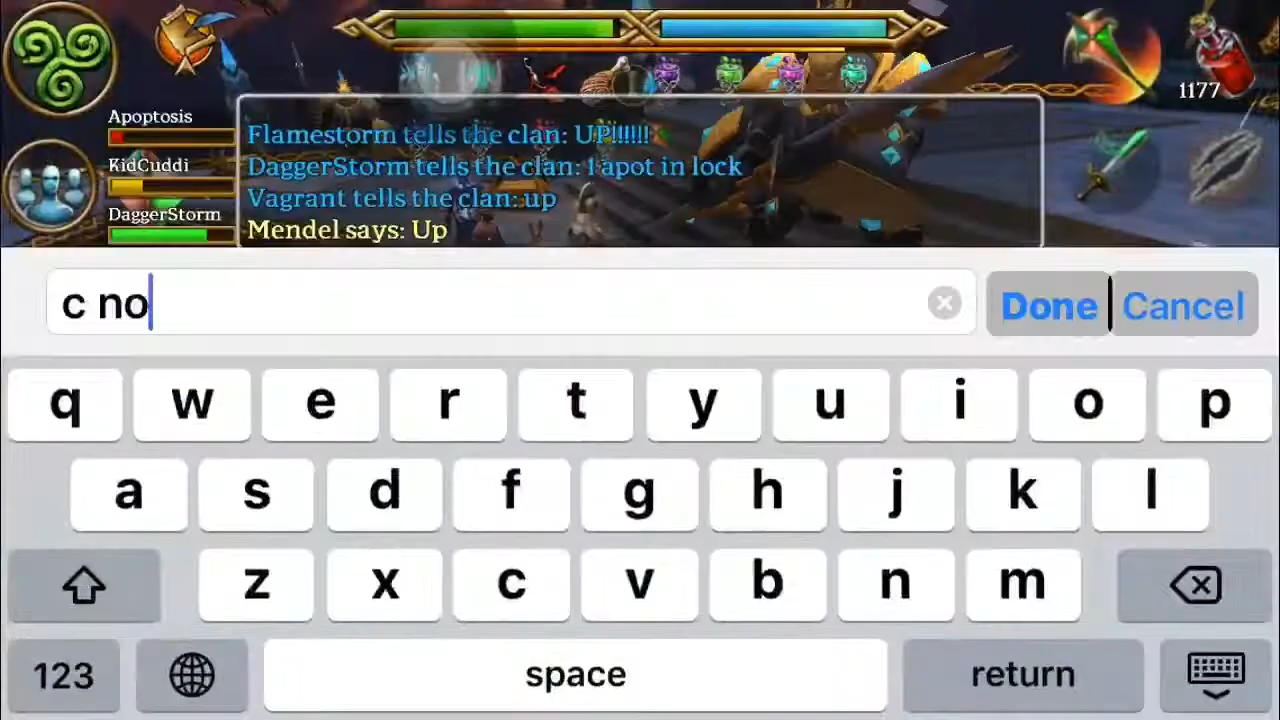 1177
Apoptosis
KidCuddi
DaggerStorm
Flamestorm tells the clan: UP!!!!!!
DaggerStorm tells the clan: 1 apot in lock
Vagrant tells the clan: up
Mendel says: Up
c no
Done
Cancel
q w e r t y u i o p
a s d f g h j k l
z x c v b n m
123
space
return